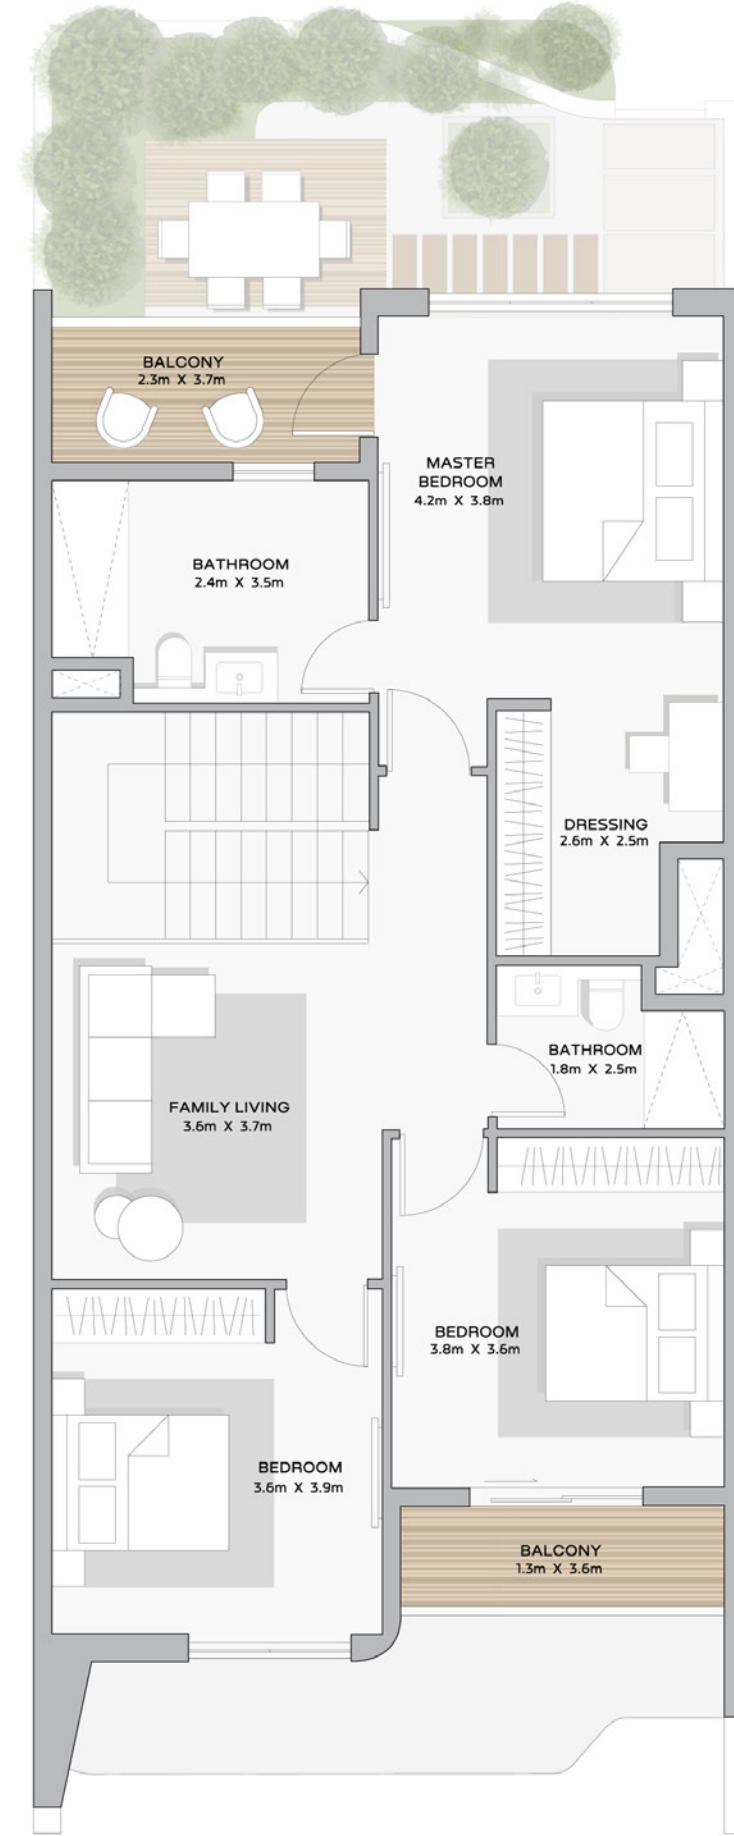 BALCONY
2.3m X 3.7m
MASTER
BEDROOM
4.2m X 3.8m
BATHROOM
2.4m X 3.5m
DRESSING
2.6m X 2.5m
BATHROOM
1.8m X 2.5m
FAMILY LIVING
3.6m X 3.7m
BEDROOM
3.8m X 3.6m
BEDROOM
3.6m X 3.9m
BALCONY
1.3m X 3.6m